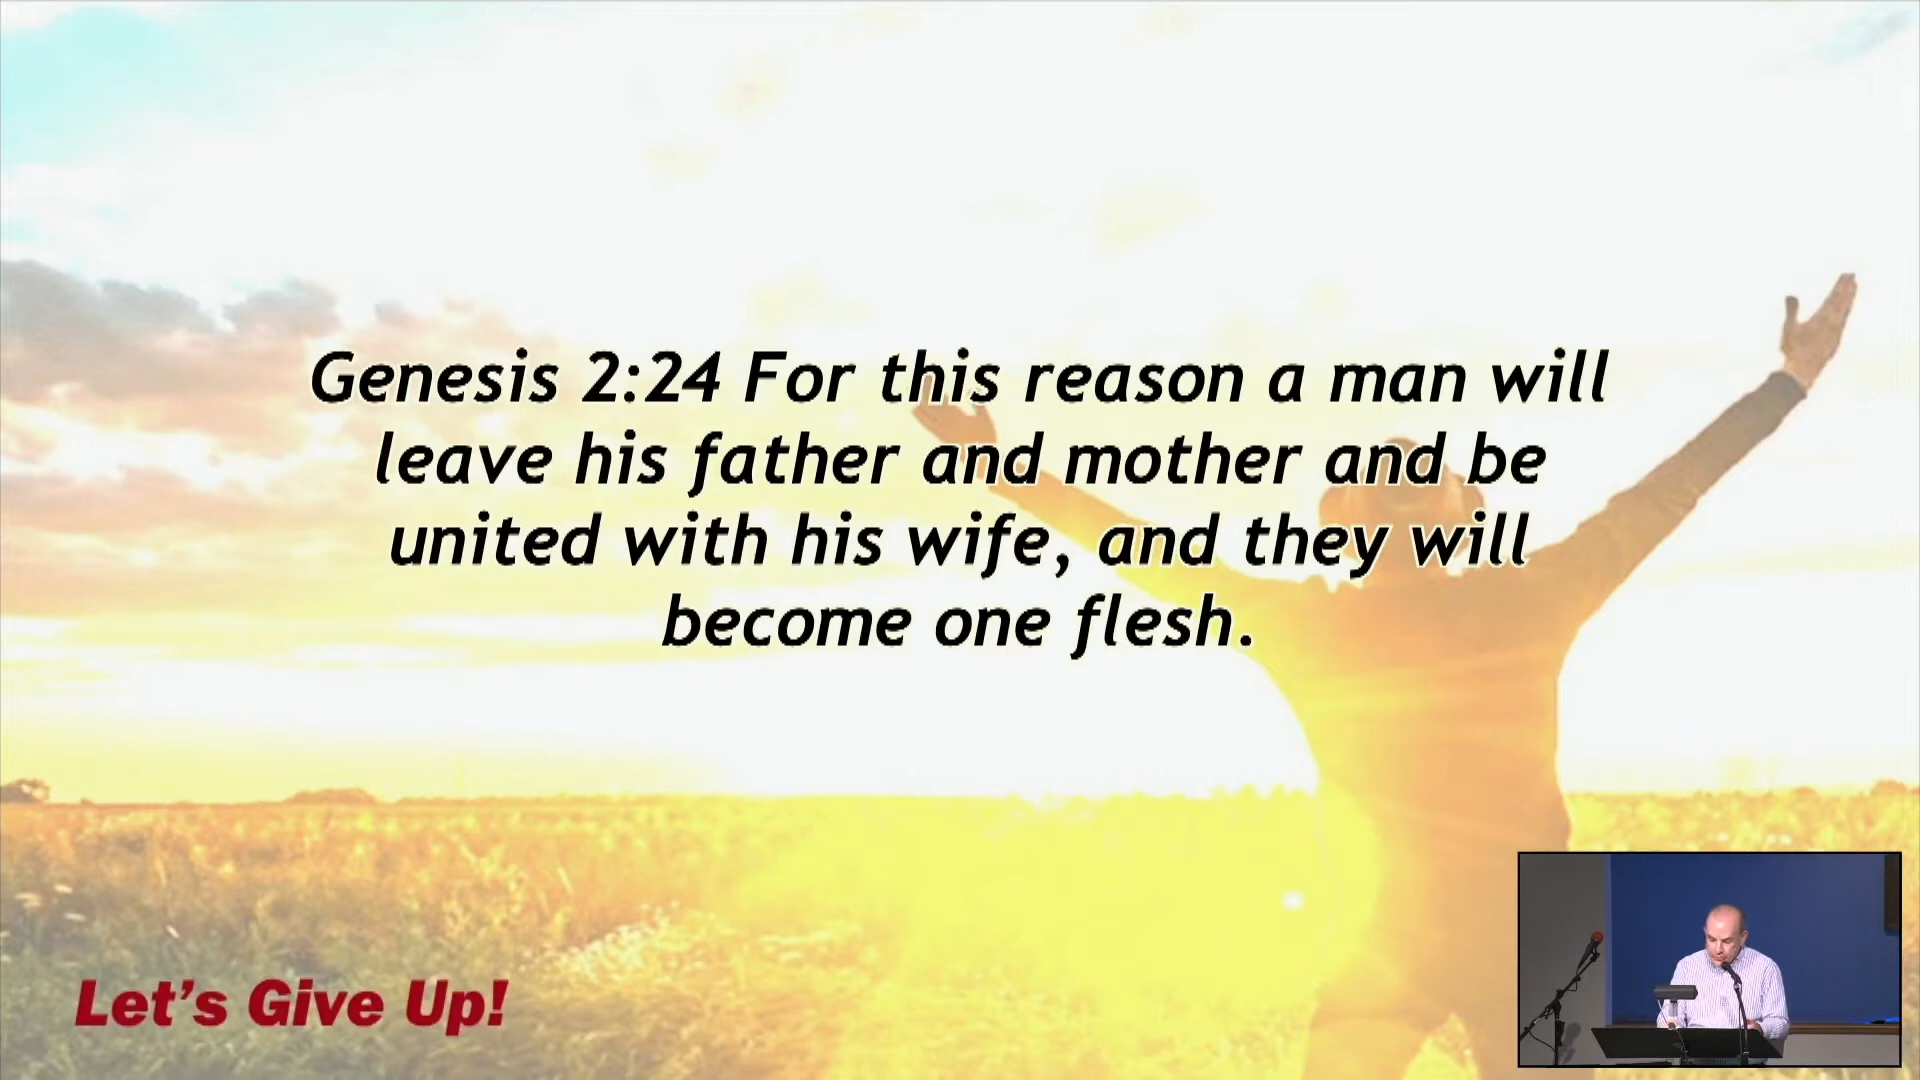 Genesis 2:24 For this reason a man will
leave his father and mother and be
united with his wife, and they will
become one flesh.
Let's Give Up!